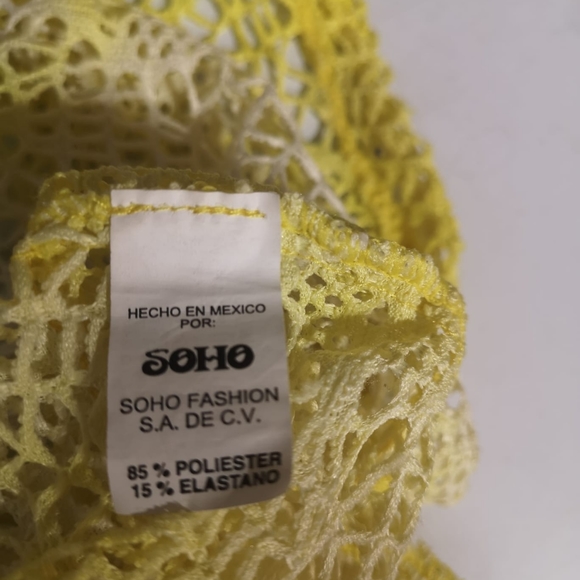 HECHO EN MEXICO
POR:
SOHO
SOHO FASHION
S.A. DE C.V.
85 % POLIESTER
15 % ELASTANO